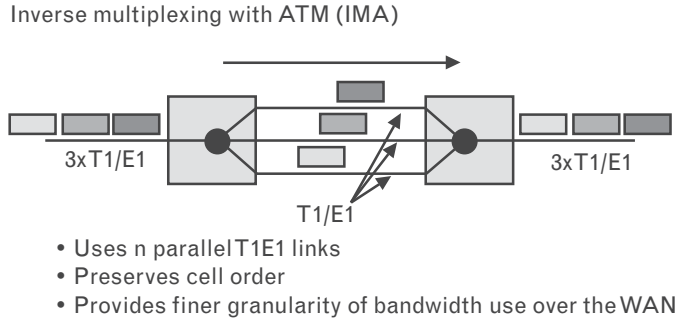 Inverse multiplexing with ATM (IMA)
3xT1/E1
3xT1/E1
T1/E1
• Uses n parallel T1E1 links
• Preserves cell order
• Provides finer granularity of bandwidth use over the WAN